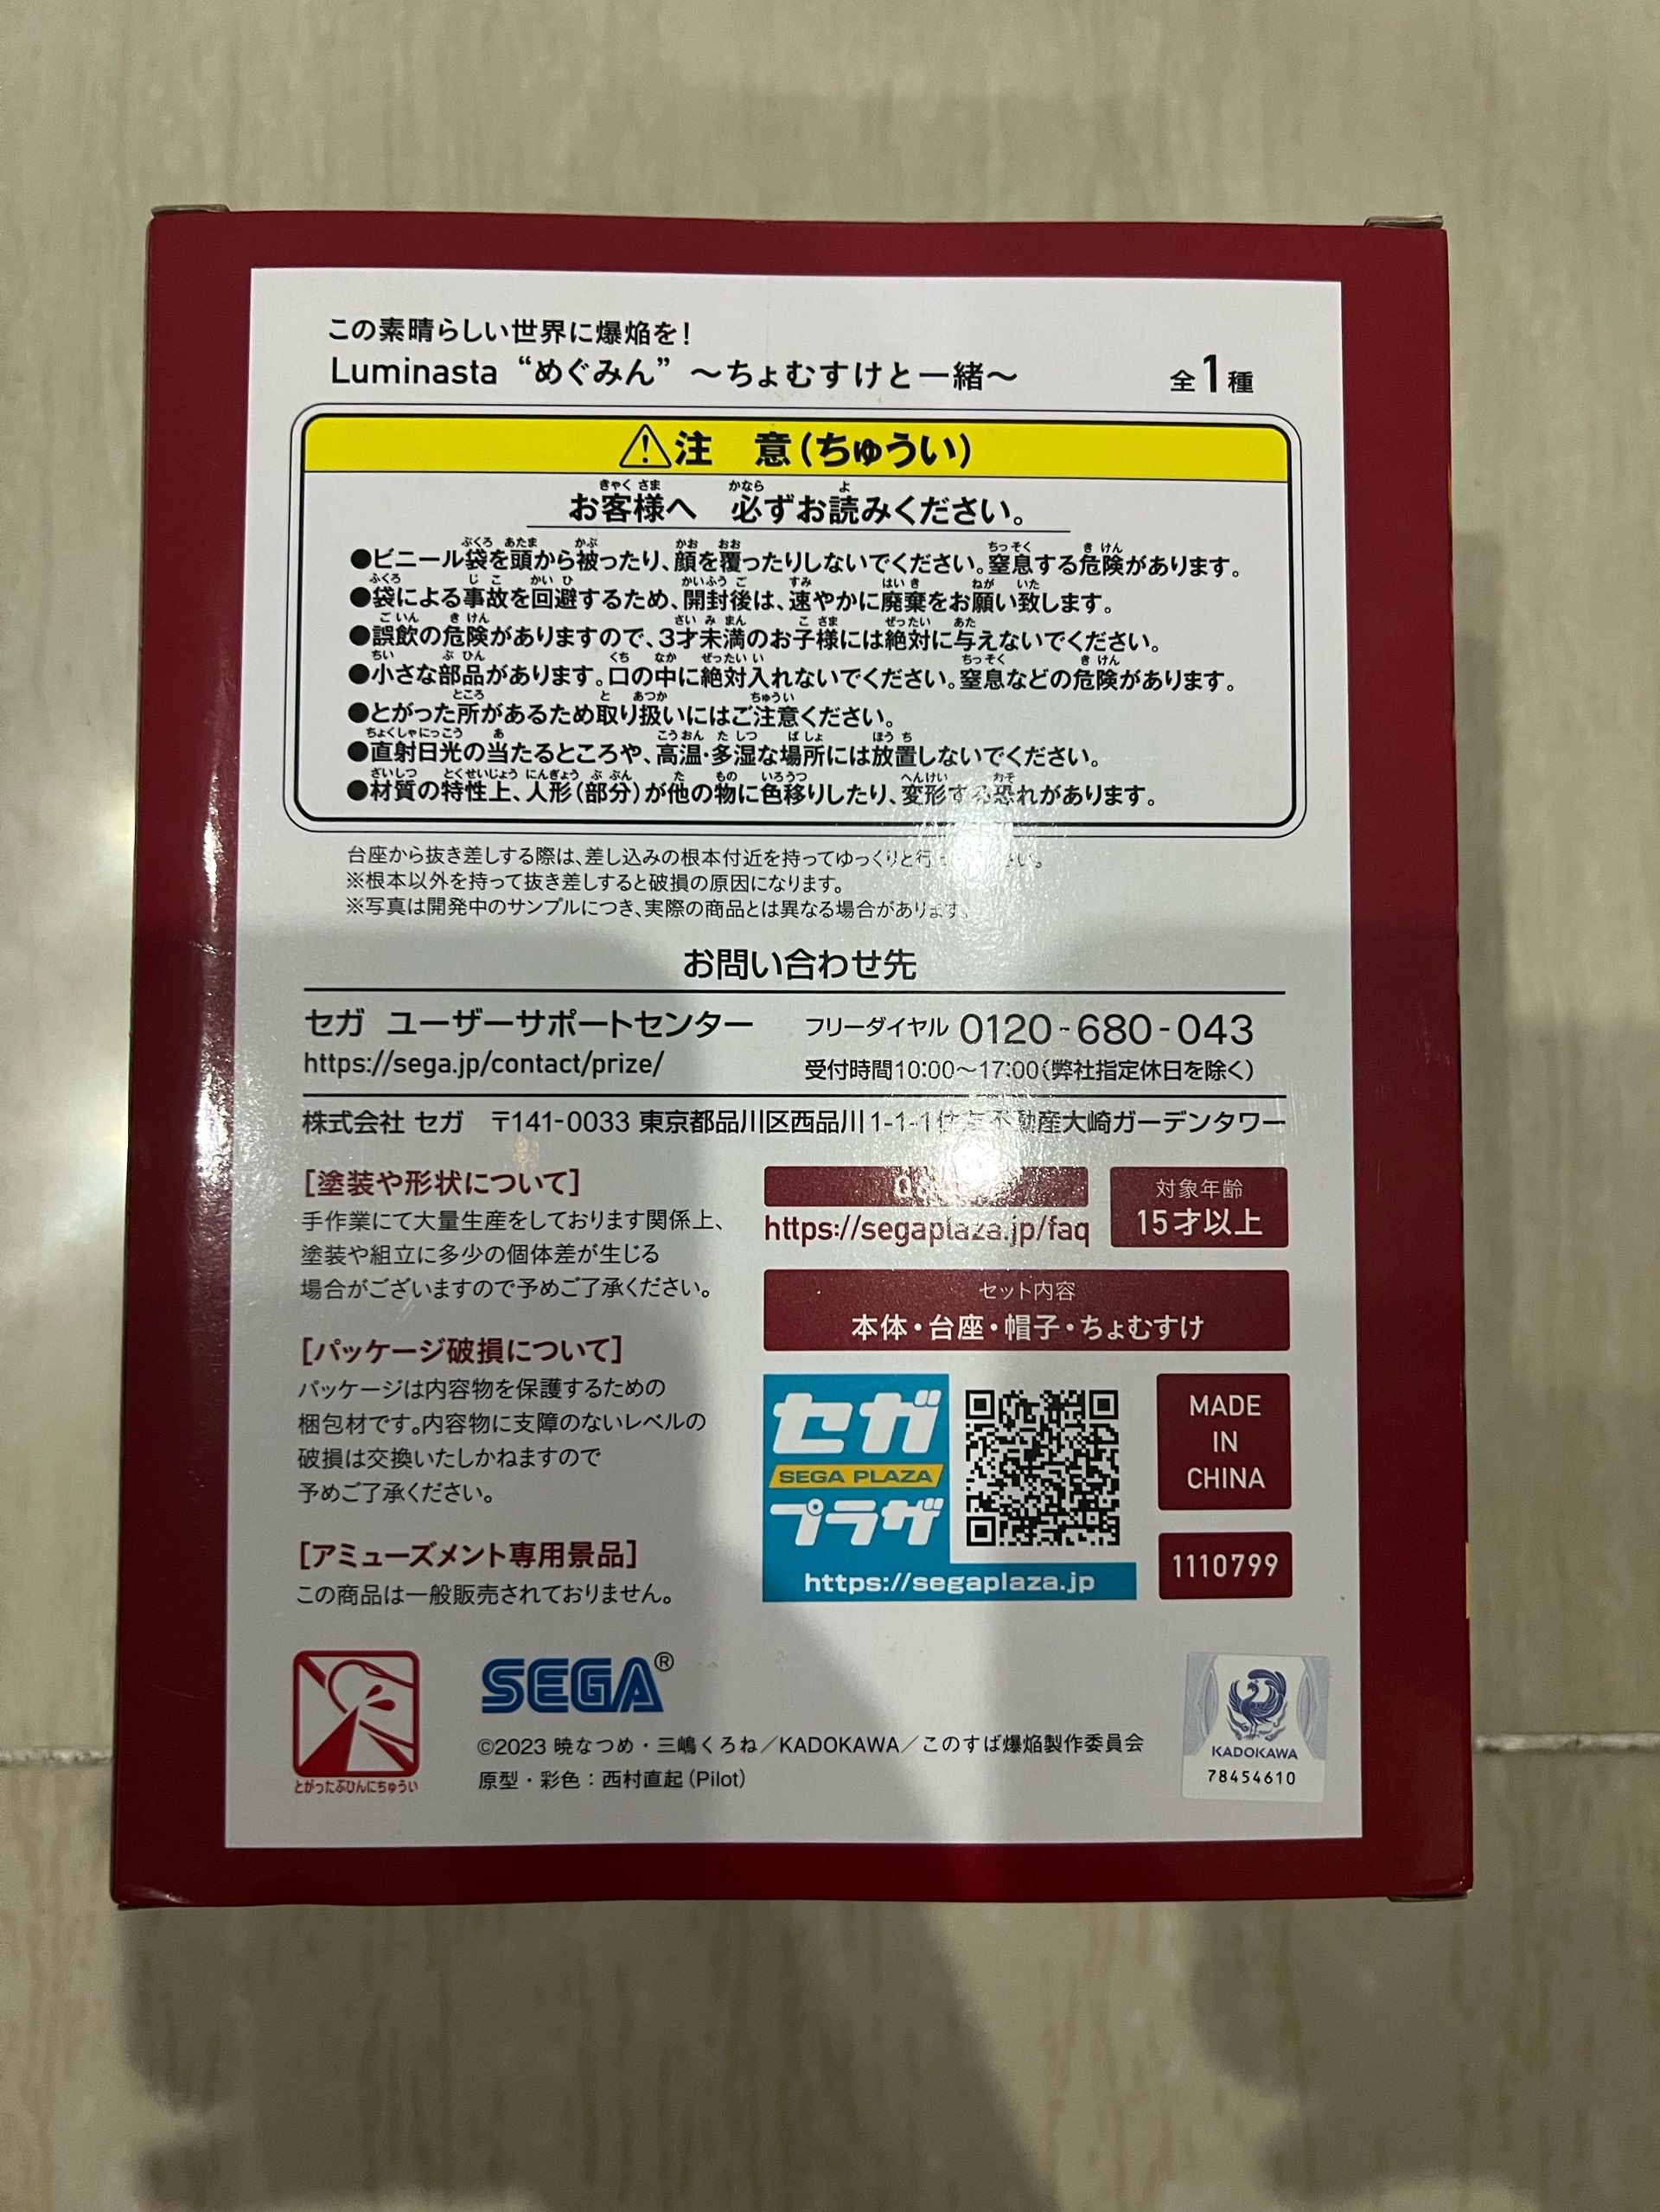 この素晴らしい世界に爆焔を！
Luminasta “めぐみん” ～ちょむすけと一緒～ 全1種
注 意（ちゅうい）
お客様へ 必ずお読みください。
●ビニール袋を頭から被ったり、顔を覆ったりしないでください。窒息する危険があります。
●袋による事故を回避するため、開封後は、速やかに廃棄をお願い致します。
●誤飲の危険がありますので、3才未満のお子様には絶対に与えないでください。
●小さな部品があります。口の中に絶対入れないでください。窒息などの危険があります。
●とがった所があるため取り扱いにはご注意ください。
●直射日光の当たるところや、高温・多湿な場所には放置しないでください。
●材質の特性上、人形（部分）が他の物に色移りしたり、変形する恐れがあります。
台座から抜き差しする際は、差し込みの根本付近を持ってゆっくりと行
※根本以外を持って抜き差しすると破損の原因になります。
※写真は開発中のサンプルにつき、実際の商品とは異なる場合があります。
お問い合わせ先
セガ ユーザーサポートセンター フリーダイヤル 0120-680-043
https://sega.jp/contact/prize/ 受付時間10:00～17:00（弊社指定休日を除く）
株式会社 セガ 〒141-0033 東京都品川区西品川1-1-1住友不動産大崎ガーデンタワー
［塗装や形状について］
手作業にて大量生産をしております関係上、
塗装や組立に多少の個体差が生じる
場合がございますので予めご了承ください。
［パッケージ破損について］
パッケージは内容物を保護するための
梱包材です。内容物に支障のないレベルの
破損は交換いたしかねますので
予めご了承ください。
［アミューズメント専用景品］
この商品は一般販売されておりません。
https://segaplaza.jp/faq
対象年齢
15才以上
セット内容
本体・台座・帽子・ちょむすけ
セガ
SEGA PLAZA
プラザ
https://segaplaza.jp
MADE
IN
CHINA
1110799
とがったぶひんにちゅうい
SEGA®
©2023 暁なつめ・三嶋くろね／KADOKAWA／このすば爆焔製作委員会
原型・彩色：西村直起（Pilot）
KADOKAWA
78454610